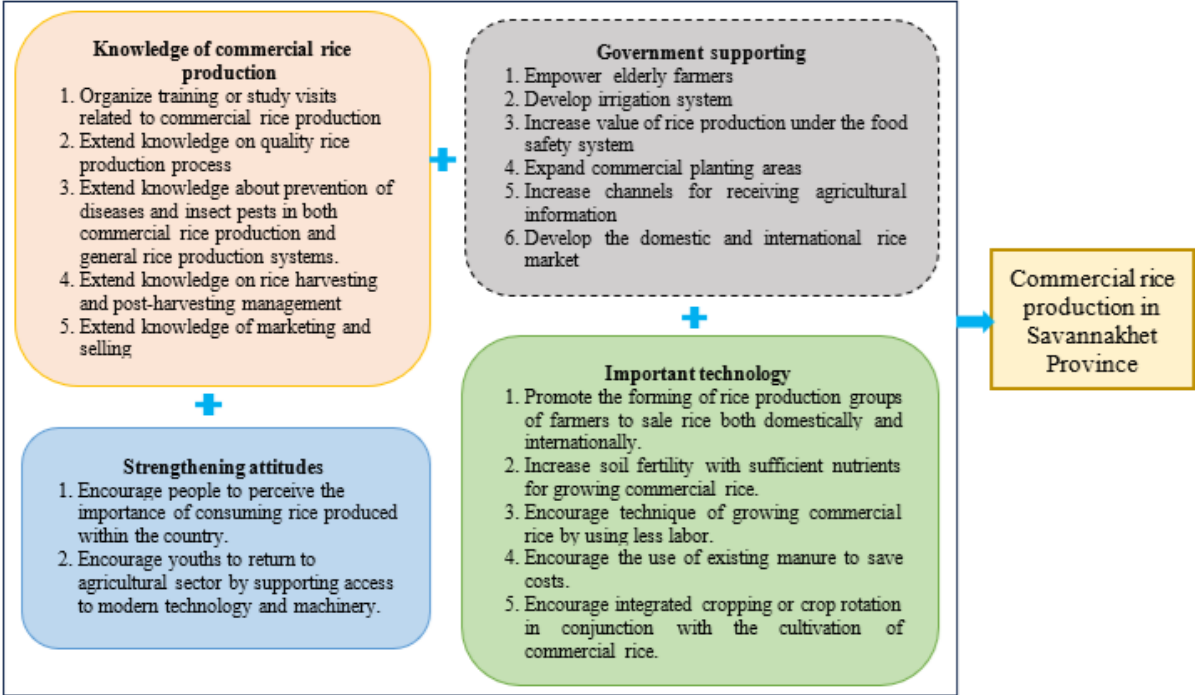 Knowledge of commercial rice
production
1. Organize training or study visits
related to commercial rice production
2. Extend knowledge on quality rice
production process
3. Extend knowledge about prevention of
diseases and insect pests in both
commercial rice production and
general rice production systems.
4. Extend knowledge on rice harvesting
and post-harvesting management
5. Extend knowledge of marketing and
selling
Government supporting
1. Empower elderly farmers
2. Develop irrigation system
3. Increase value of rice production under the food
safety system
4. Expand commercial planting areas
5. Increase channels for receiving agricultural
information
6. Develop the domestic and international rice
market
Strengthening attitudes
1. Encourage people to perceive the
importance of consuming rice produced
within the country.
2. Encourage youths to return to
agricultural sector by supporting access
to modern technology and machinery.
Important technology
1. Promote the forming of rice production groups
of farmers to sale rice both domestically and
internationally.
2. Increase soil fertility with sufficient nutrients
for growing commercial rice.
3. Encourage technique of growing commercial
rice by using less labor.
4. Encourage the use of existing manure to save
costs.
5. Encourage integrated cropping or crop rotation
in conjunction with the cultivation of
commercial rice.
Commercial rice
production in
Savannakhet
Province